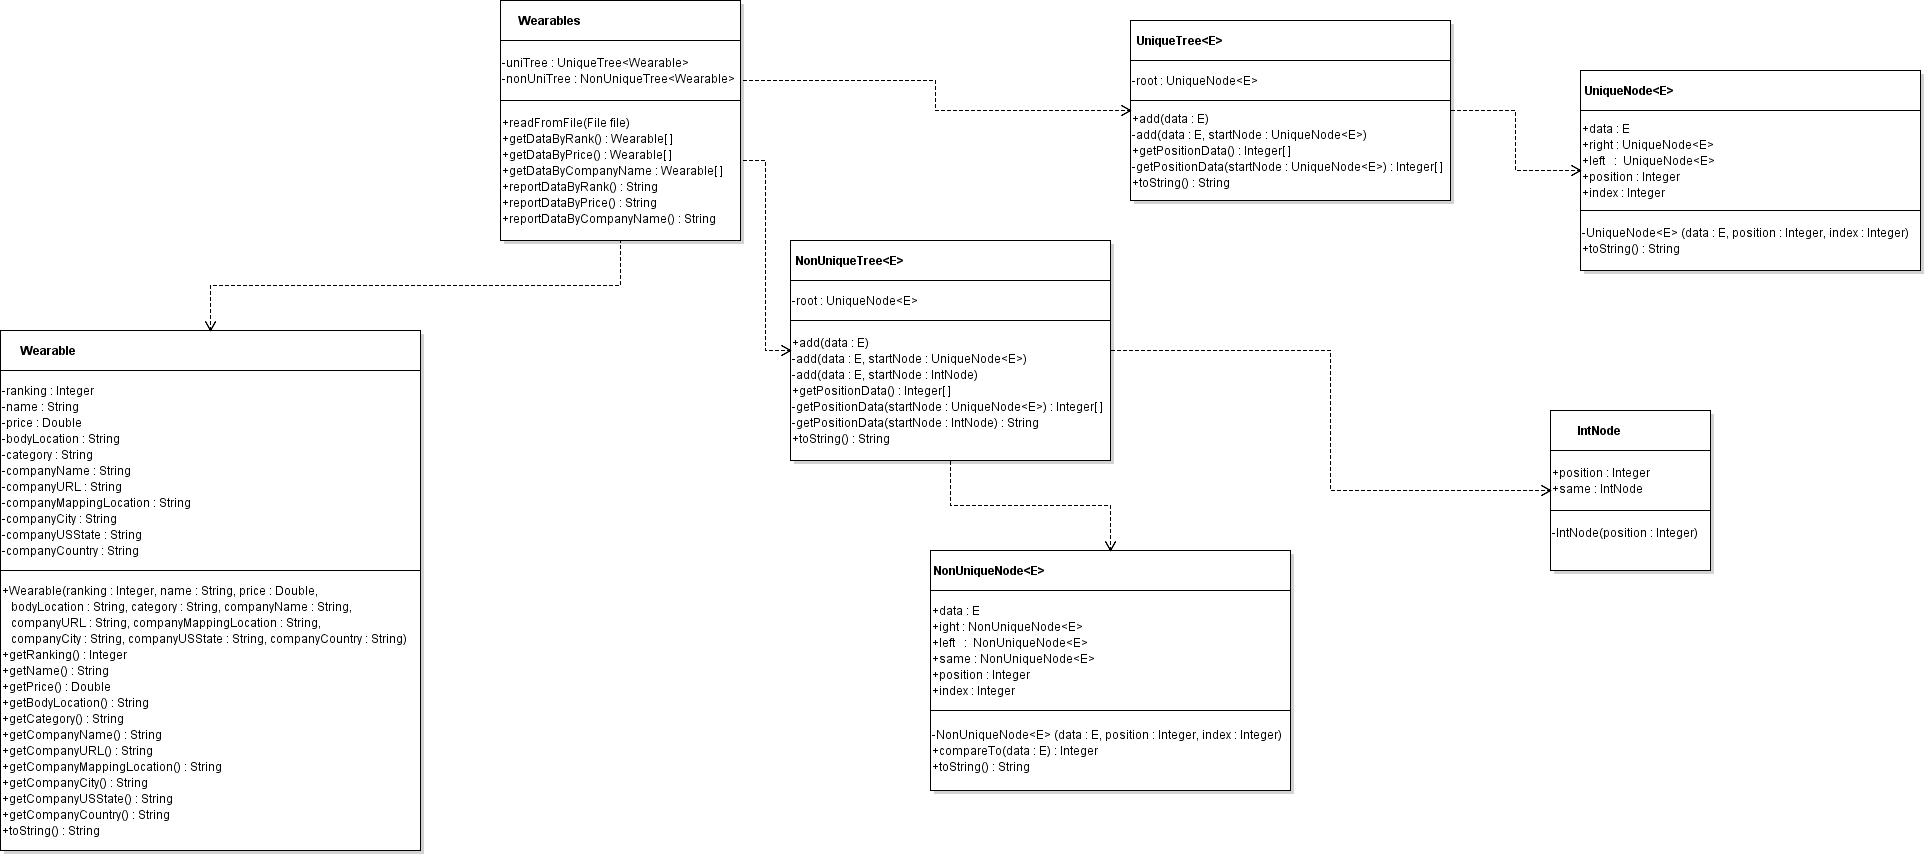 Wearables
-uniTree : UniqueTree<Wearable>
-nonUniTree : NonUniqueTree<Wearable>
+readFromFile(File file)
+getDataByRank() : Wearable[]
+getDataByPrice() : Wearable[]
+getDataByCompanyName : Wearable[]
+reportDataByRank() : String
+reportDataByPrice() : String
+reportDataByCompanyName() : String
UniqueTree<E>
-root : UniqueNode<E>
+add(data : E)
-add(data : E, startNode : UniqueNode<E>)
+getPositionData() : Integer[]
-getPositionData(startNode : UniqueNode<E>) : Integer[]
+toString() : String
UniqueNode<E>
+data : E
+right : UniqueNode<E>
+left : UniqueNode<E>
+position : Integer
+index : Integer
-UniqueNode<E> (data : E, position : Integer, index : Integer)
+toString() : String
NonUniqueTree<E>
-root : UniqueNode<E>
+add(data : E)
-add(data : E, startNode : UniqueNode<E>)
-add(data : E, startNode : IntNode)
+getPositionData() : Integer[]
-getPositionData(startNode : UniqueNode<E>) : Integer[]
-getPositionData(startNode : IntNode) : String
+toString() : String
Wearable
-ranking : Integer
-name : String
-price : Double
-bodyLocation : String
-category : String
-companyName : String
-companyURL : String
-companyMappingLocation : String
-companyCity : String
-companyUSState : String
-companyCountry : String
+Wearable(ranking : Integer, name : String, price : Double,
bodyLocation : String, category : String, companyName : String,
companyURL : String, companyMappingLocation : String,
companyCity : String, companyUSState : String, companyCountry : String)
+getRanking() : Integer
+getName() : String
+getPrice() : Double
+getBodyLocation() : String
+getCategory() : String
+getCompanyName() : String
+getCompanyURL() : String
+getCompanyMappingLocation() : String
+getCompanyCity() : String
+getCompanyUSState() : String
+getCompanyCountry() : String
+toString() : String
IntNode
+position : Integer
+same : IntNode
-IntNode(position : Integer)
NonUniqueNode<E>
+data : E
+ight : NonUniqueNode<E>
+left : NonUniqueNode<E>
+same : NonUniqueNode<E>
+position : Integer
+index : Integer
-NonUniqueNode<E> (data : E, position : Integer, index : Integer)
+compareTo(data : E) : Integer
+toString() : String